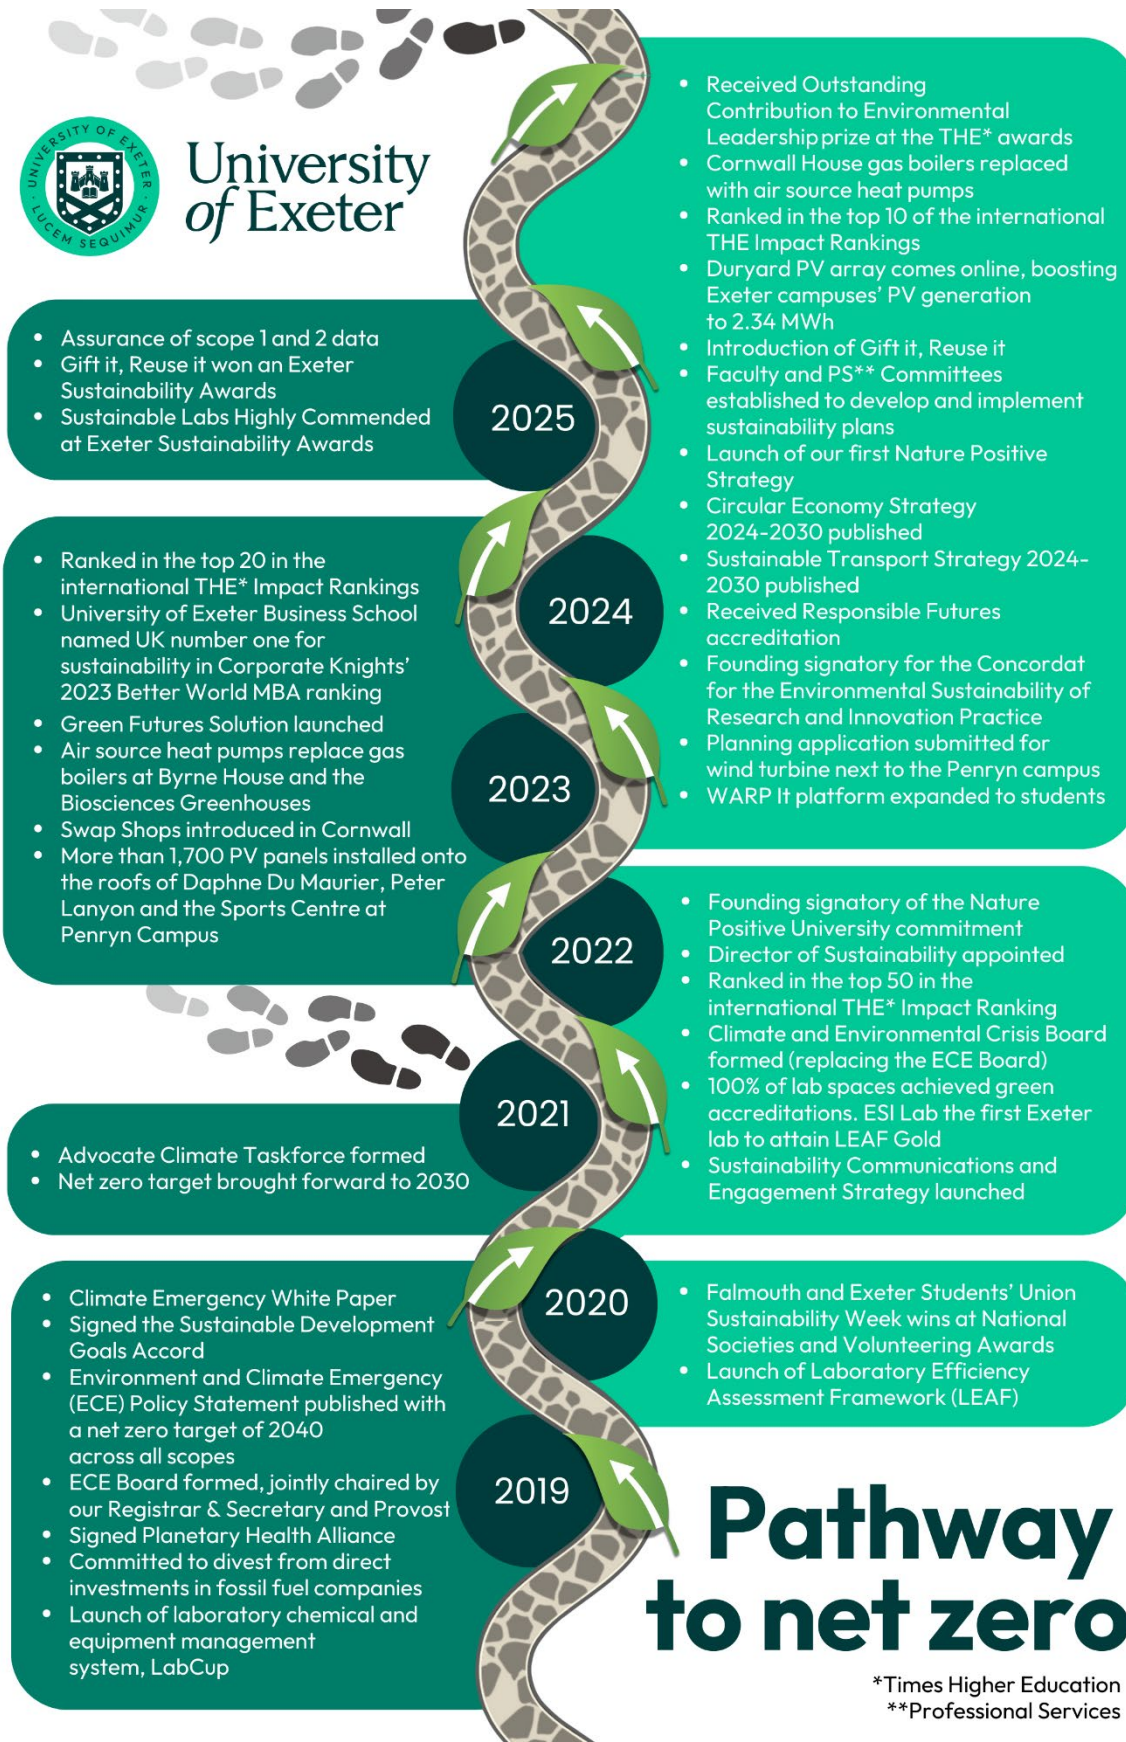 UNIVERSITY OF EXETER
LUCEM SEQUIMUR
University
of Exeter
• Received Outstanding
Contribution to Environmental
Leadership prize at the THE* awards
• Cornwall House gas boilers replaced
with air source heat pumps
• Ranked in the top 10 of the international
THE Impact Rankings
• Duryard PV array comes online, boosting
Exeter campuses’ PV generation
to 2.34 MWh
• Introduction of Gift it, Reuse it
• Faculty and PS** Committees
established to develop and implement
sustainability plans
• Launch of our first Nature Positive
Strategy
• Circular Economy Strategy
2024-2030 published
• Sustainable Transport Strategy 2024-
2030 published
• Received Responsible Futures
accreditation
• Founding signatory for the Concordat
for the Environmental Sustainability of
Research and Innovation Practice
• Planning application submitted for
wind turbine next to the Penryn campus
• WARP It platform expanded to students
• Assurance of scope 1 and 2 data
• Gift it, Reuse it won an Exeter
Sustainability Awards
• Sustainable Labs Highly Commended
at Exeter Sustainability Awards
2025
2024
• Ranked in the top 20 in the
international THE* Impact Rankings
• University of Exeter Business School
named UK number one for
sustainability in Corporate Knights’
2023 Better World MBA ranking
• Green Futures Solution launched
• Air source heat pumps replace gas
boilers at Byrne House and the
Biosciences Greenhouses
• Swap Shops introduced in Cornwall
• More than 1,700 PV panels installed onto
the roofs of Daphne Du Maurier, Peter
Lanyon and the Sports Centre at
Penryn Campus
2023
2022
• Founding signatory of the Nature
Positive University commitment
• Director of Sustainability appointed
• Ranked in the top 50 in the
international THE* Impact Ranking
• Climate and Environmental Crisis Board
formed (replacing the ECE Board)
• 100% of lab spaces achieved green
accreditations. ESI Lab the first Exeter
lab to attain LEAF Gold
• Sustainability Communications and
Engagement Strategy launched
2021
• Advocate Climate Taskforce formed
• Net zero target brought forward to 2030
2020
• Falmouth and Exeter Students’ Union
Sustainability Week wins at National
Societies and Volunteering Awards
• Launch of Laboratory Efficiency
Assessment Framework (LEAF)
• Climate Emergency White Paper
• Signed the Sustainable Development
Goals Accord
• Environment and Climate Emergency
(ECE) Policy Statement published with
a net zero target of 2040
across all scopes
• ECE Board formed, jointly chaired by
our Registrar & Secretary and Provost
• Signed Planetary Health Alliance
• Committed to divest from direct
investments in fossil fuel companies
• Launch of laboratory chemical and
equipment management
system, LabCup
2019
Pathway
to net zero
*Times Higher Education
**Professional Services